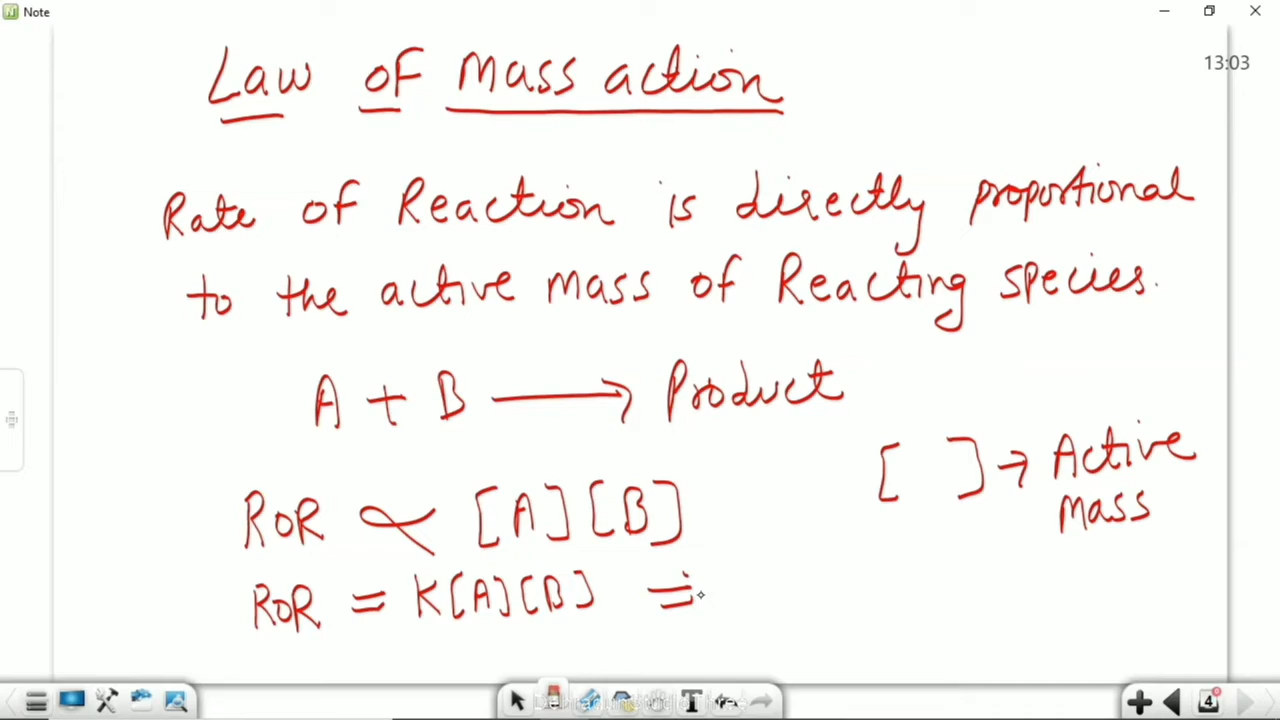 Note
13:03
Law of Mass action
Rate of Reaction is directly proportional
to the active mass of Reacting species.
A + B ⟶ Product
[ ] → Active
mass
ROR ∝ [A][B]
ROR = K[A][B] =
T
4